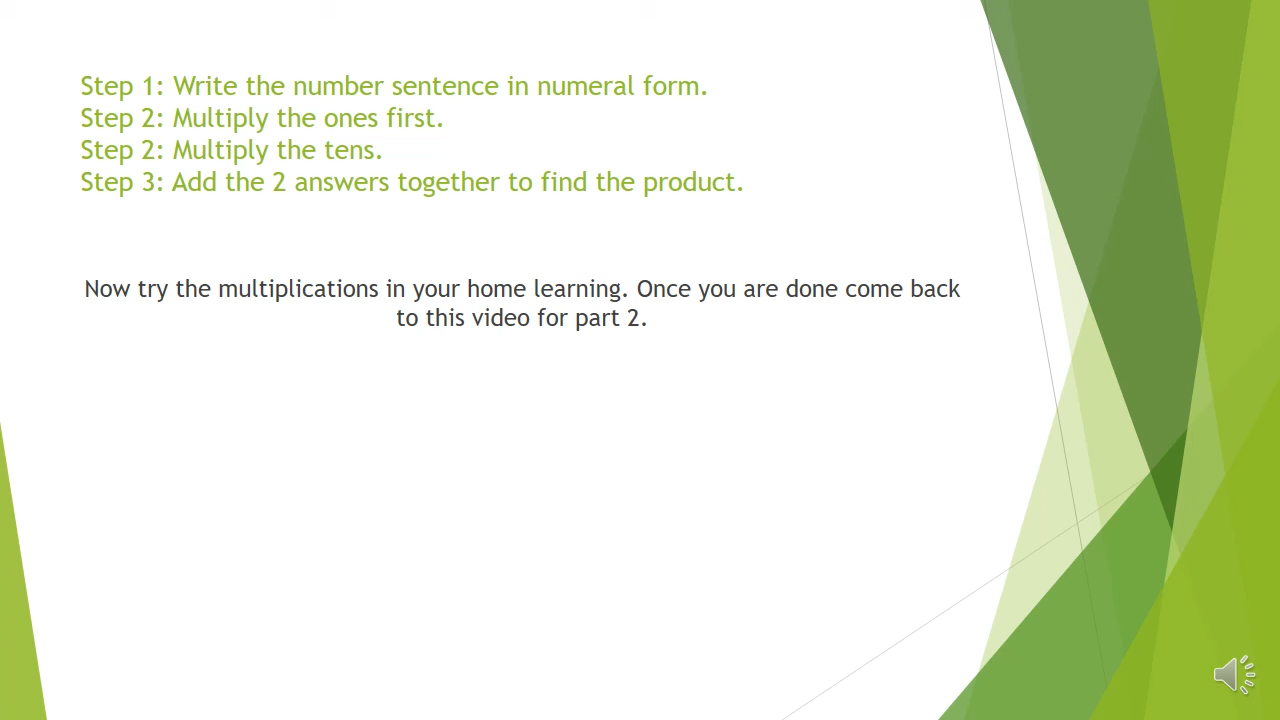 Step 1: Write the number sentence in numeral form.
Step 2: Multiply the ones first.
Step 2: Multiply the tens.
Step 3: Add the 2 answers together to find the product.
Now try the multiplications in your home learning. Once you are done come back
to this video for part 2.